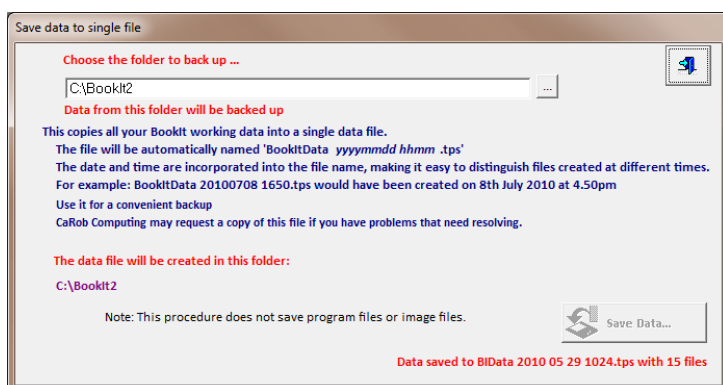 Save data to single file
Choose the folder to back up ...
C:\BookIt2
...
Data from this folder will be backed up
This copies all your BookIt working data into a single data file.
The file will be automatically named 'BookItData yyyymmdd hhmm .tps'
The date and time are incorporated into the file name, making it easy to distinguish files created at different times.
For example: BookItData 20100708 1650.tps would have been created on 8th July 2010 at 4.50pm
Use it for a convenient backup
CaRob Computing may request a copy of this file if you have problems that need resolving.
The data file will be created in this folder:
C:\BookIt2
Note: This procedure does not save program files or image files.
Save Data...
Data saved to BIData 2010 05 29 1024.tps with 15 files